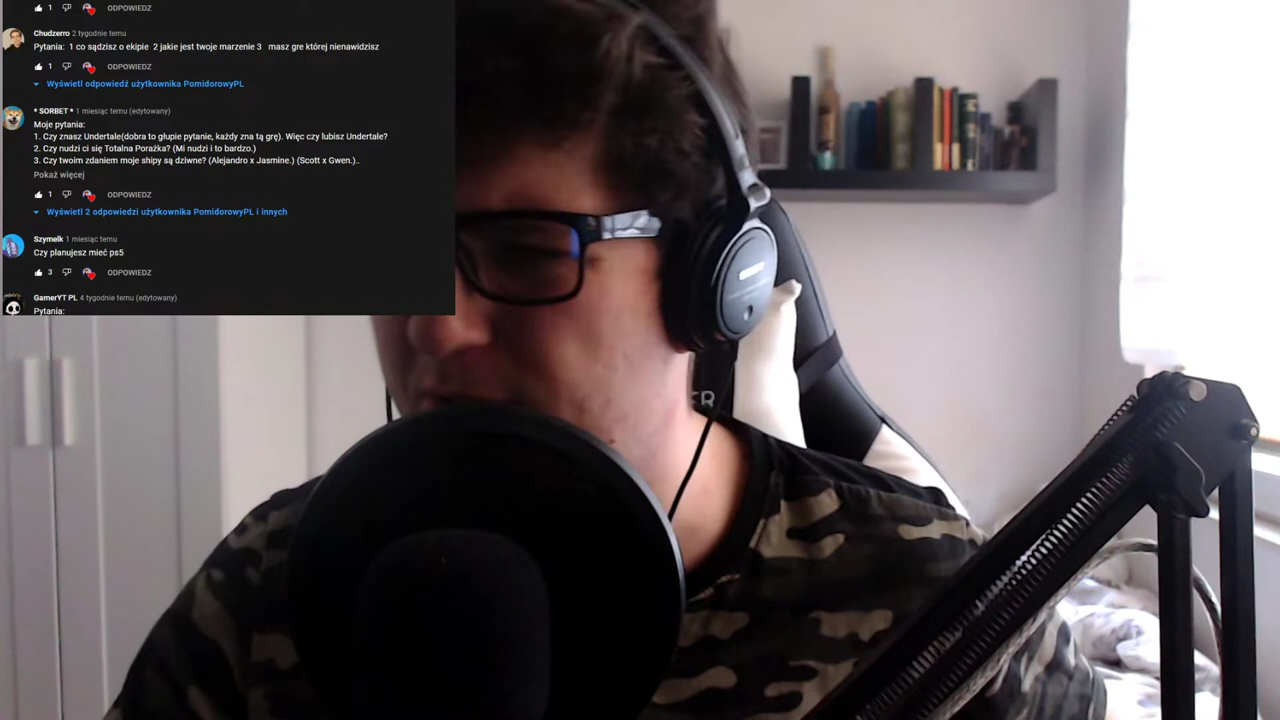 1 ODPOWIEDZ
Chudzerro 2 tygodnie temu
Pytania: 1 co sądzisz o ekipie 2 jakie jest twoje marzenie 3 masz gre której nienawidzisz
1 ODPOWIEDZ
Wyświetl odpowiedź użytkownika PomidorowyPL
* SORBET * 1 miesiąc temu (edytowany)
Moje pytania:
1. Czy znasz Undertale(dobra to głupie pytanie, każdy zna tą grę). Więc czy lubisz Undertale?
2. Czy nudzi ci się Totalna Porażka? (Mi nudzi i to bardzo.)
3. Czy twoim zdaniem moje shipy są dziwne? (Alejandro x Jasmine.) (Scott x Gwen.)..
Pokaż więcej
1 ODPOWIEDZ
Wyświetl 2 odpowiedzi użytkownika PomidorowyPL i innych
Szymelk 1 miesiąc temu
Czy planujesz mieć ps5
3 ODPOWIEDZ
GamerYT PL 4 tygodnie temu (edytowany)
Pytania:
ER